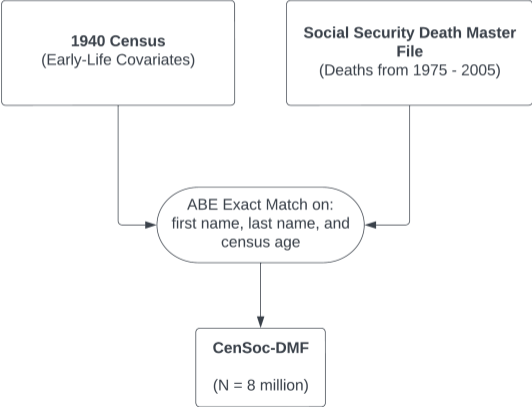 1940 Census
(Early-Life Covariates)
Social Security Death Master
File
(Deaths from 1975 - 2005)
ABE Exact Match on:
first name, last name, and
census age
CenSoc-DMF
(N = 8 million)